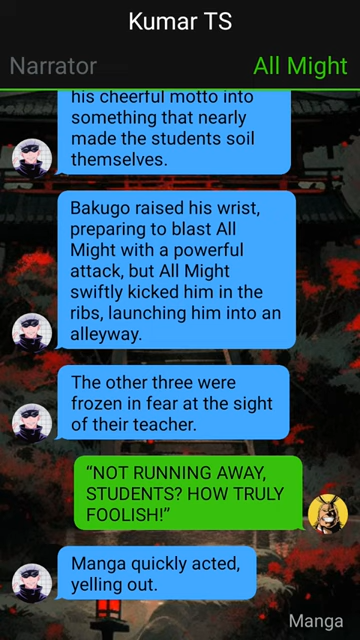 Kumar TS
Narrator
All Might
his cheerful motto into
something that nearly
made the students soil
themselves.
Bakugo raised his wrist,
preparing to blast All
Might with a powerful
attack, but All Might
swiftly kicked him in the
ribs, launching him into an
alleyway.
The other three were
frozen in fear at the sight
of their teacher.
“NOT RUNNING AWAY,
STUDENTS? HOW TRULY
FOOLISH!”
Manga quickly acted,
yelling out.
Manga